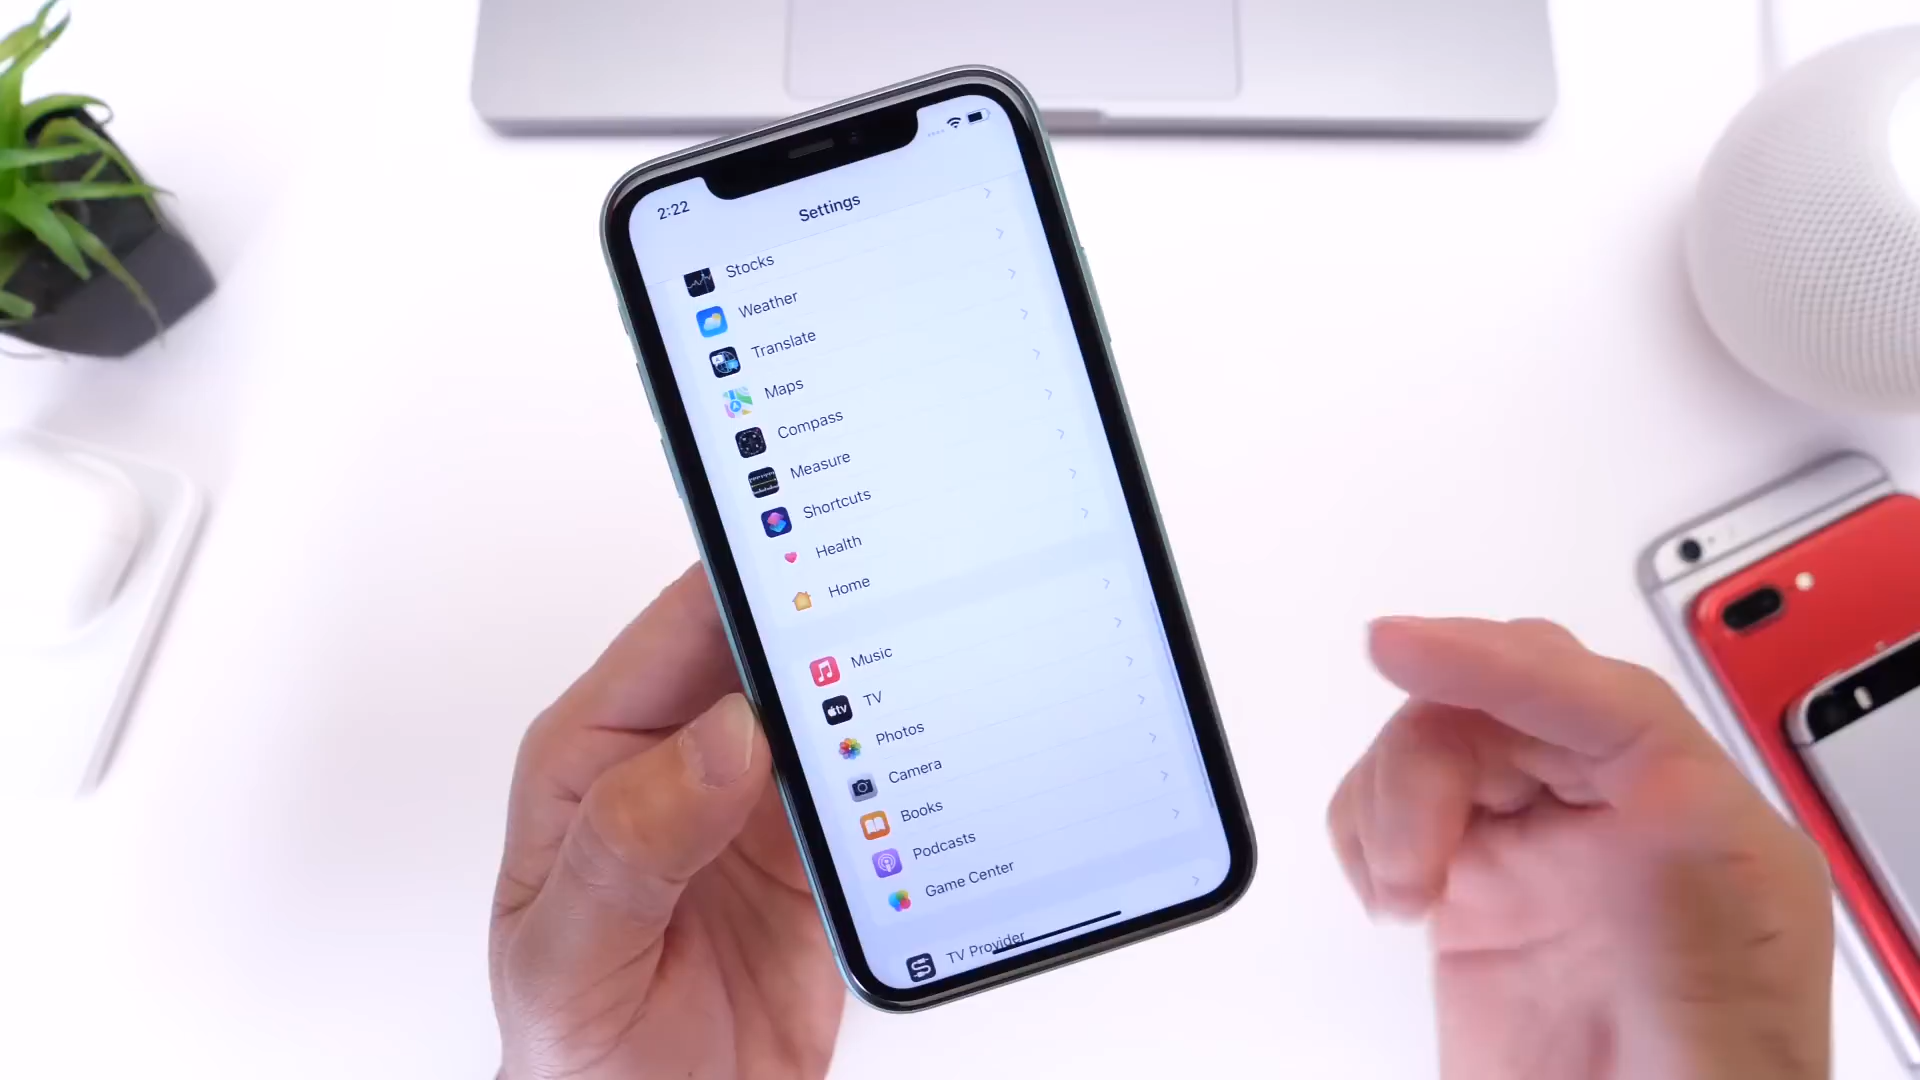 2:22
Settings
Stocks
Weather
Translate
Maps
Compass
Measure
Shortcuts
Health
Home
Music
tv
TV
Photos
Camera
Books
Podcasts
Game Center
TV Provider